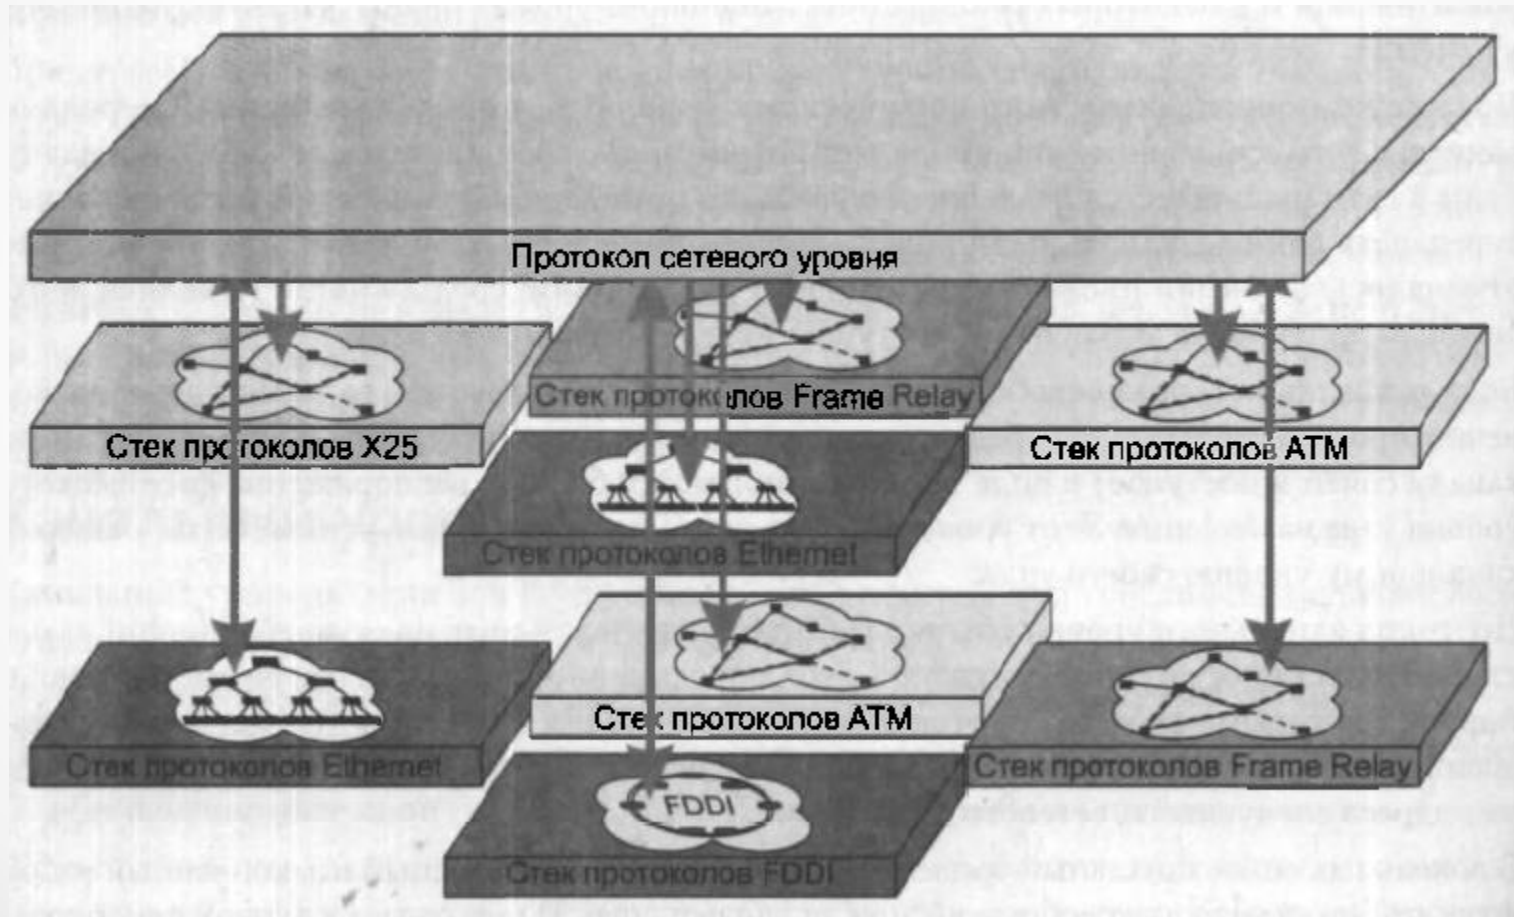 Протокол сетевого уровня
Стек протоколов Frame Relay
Стек протоколов X25
Стек протоколов ATM
Стек протоколов Ethernet
Стек протоколов ATM
Стек протоколов Ethernet
Стек протоколов Frame Relay
FDDI
Стек протоколов FDDI